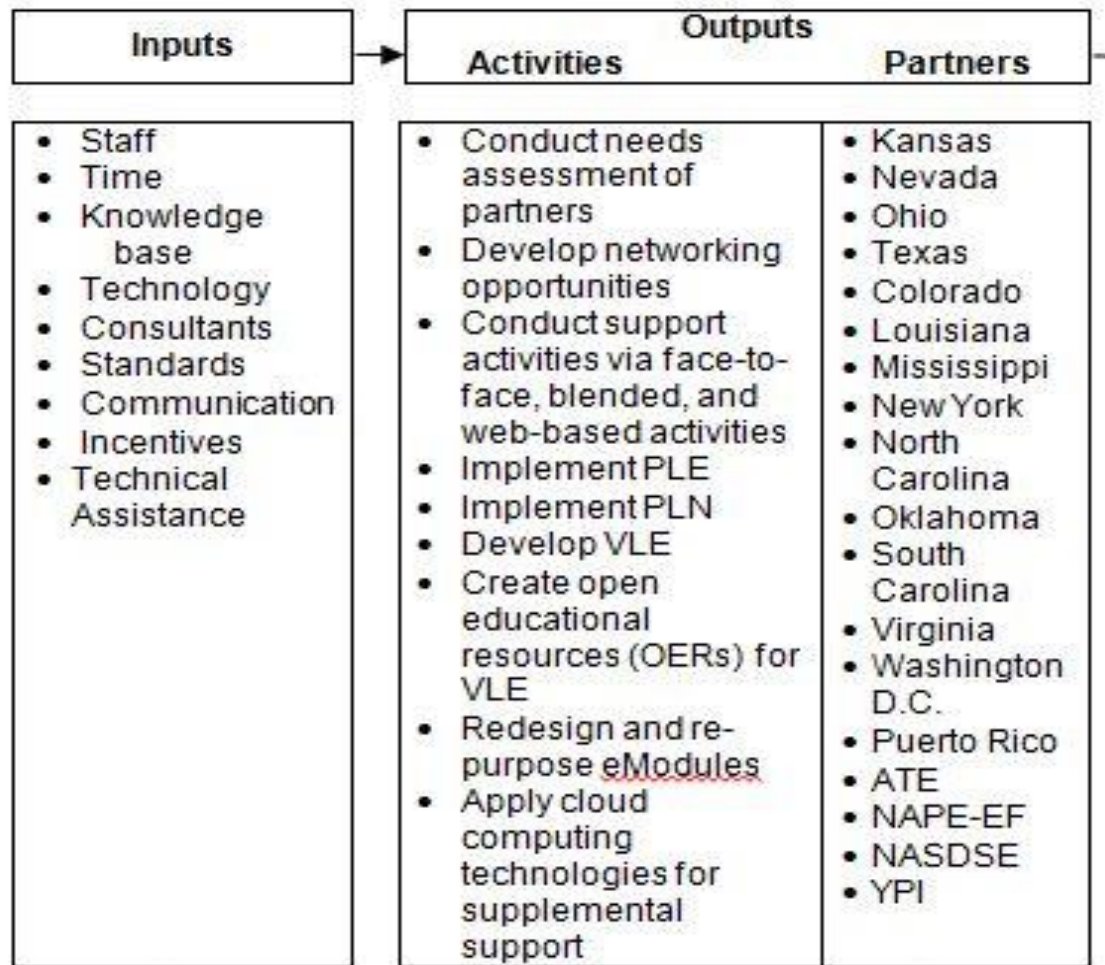 Inputs
Outputs
Activities Partners
• Staff
• Time
• Knowledge
base
• Technology
• Consultants
• Standards
• Communication
• Incentives
• Technical
Assistance
• Conduct needs
assessment of
partners
• Develop networking
opportunities
• Conduct support
activities via face-to-
face, blended, and
web-based activities
• Implement PLE
• Implement PLN
• Develop VLE
• Create open
educational
resources (OERs) for
VLE
• Redesign and re-
purpose eModules
• Apply cloud
computing
technologies for
supplemental
support
• Kansas
• Nevada
• Ohio
• Texas
• Colorado
• Louisiana
• Mississippi
• New York
• North
Carolina
• Oklahoma
• South
Carolina
• Virginia
• Washington
D.C.
• Puerto Rico
• ATE
• NAPE-EF
• NASDSE
• YPI